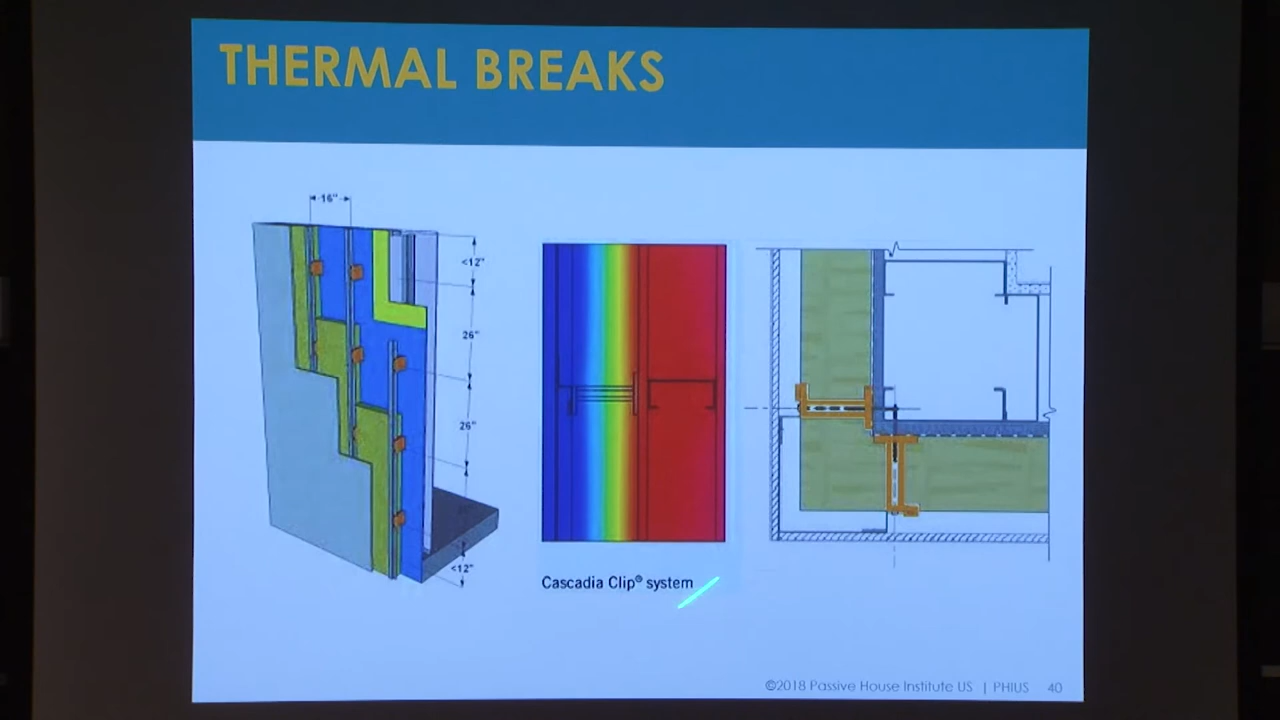 THERMAL BREAKS
16"
<12"
26"
26"
<12"
Cascadia Clip® system
©2018 Passive House Institute US | PHIUS 40